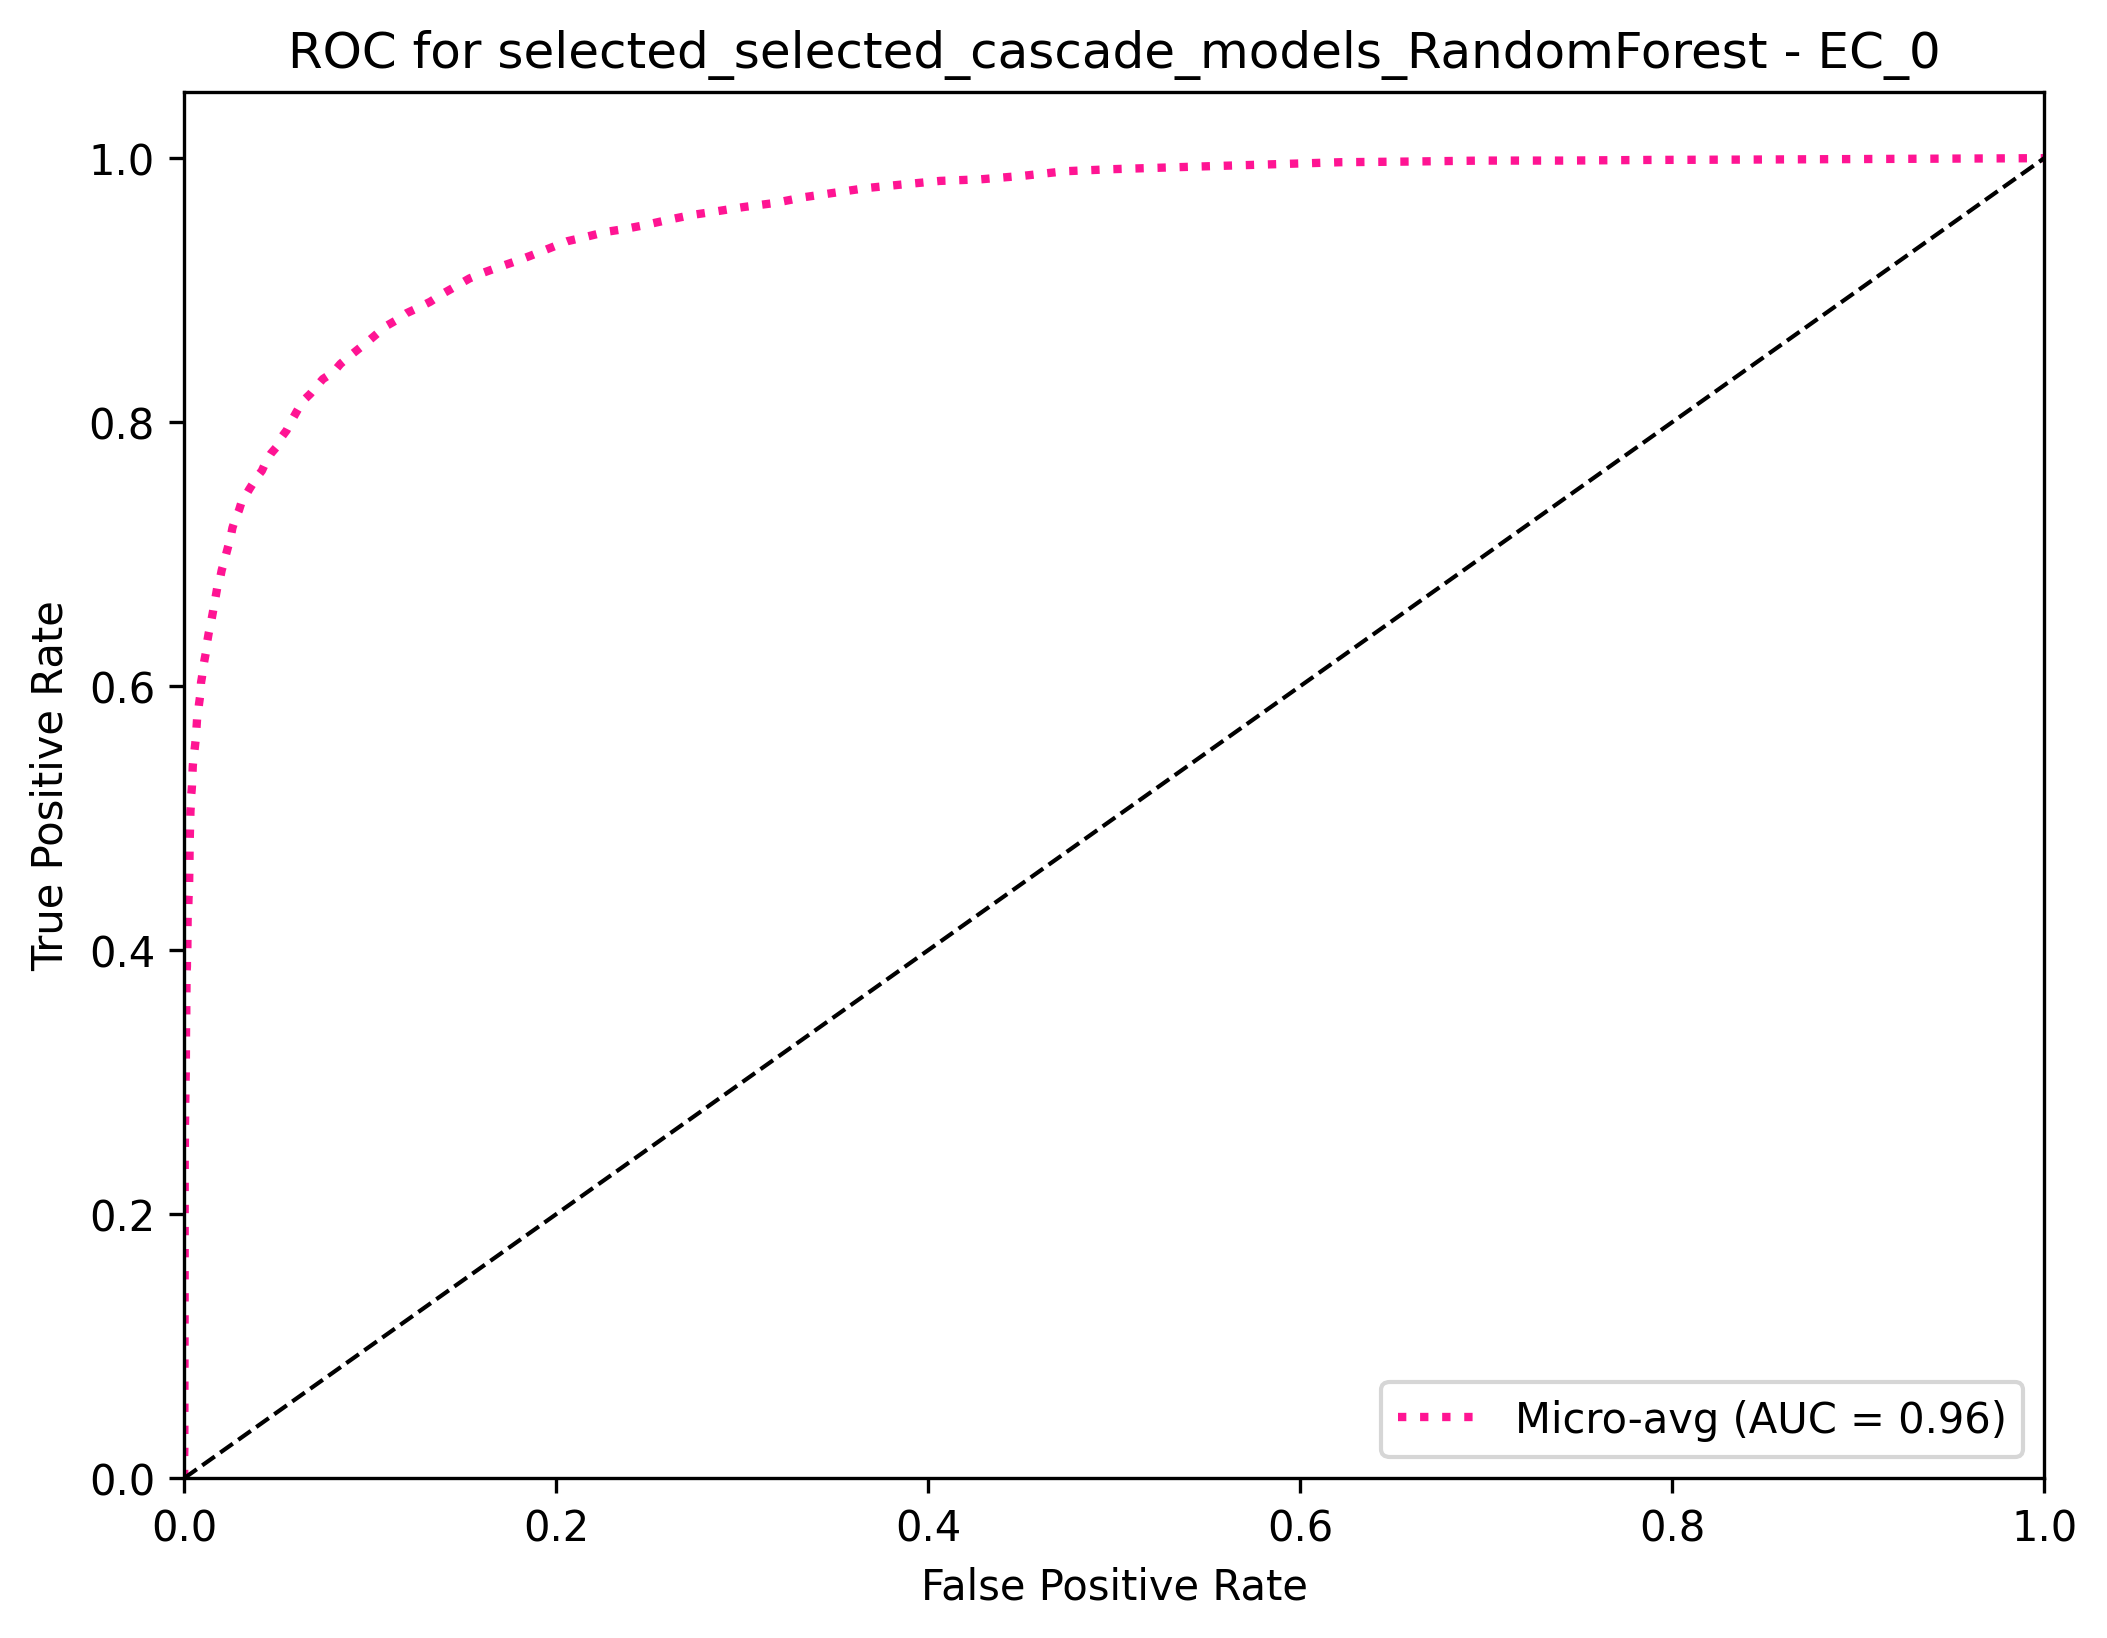 ROC for selected_selected_cascade_models_RandomForest - EC_0
True Positive Rate
1.0
0.8
0.6
0.4
0.2
0.0
0.0 0.2 0.4 0.6 0.8 1.0
False Positive Rate
Micro-avg (AUC = 0.96)